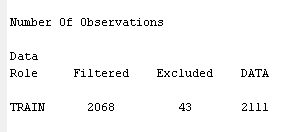 Number Of Observations
Data
Role Filtered Excluded DATA
TRAIN 2068 43 2111